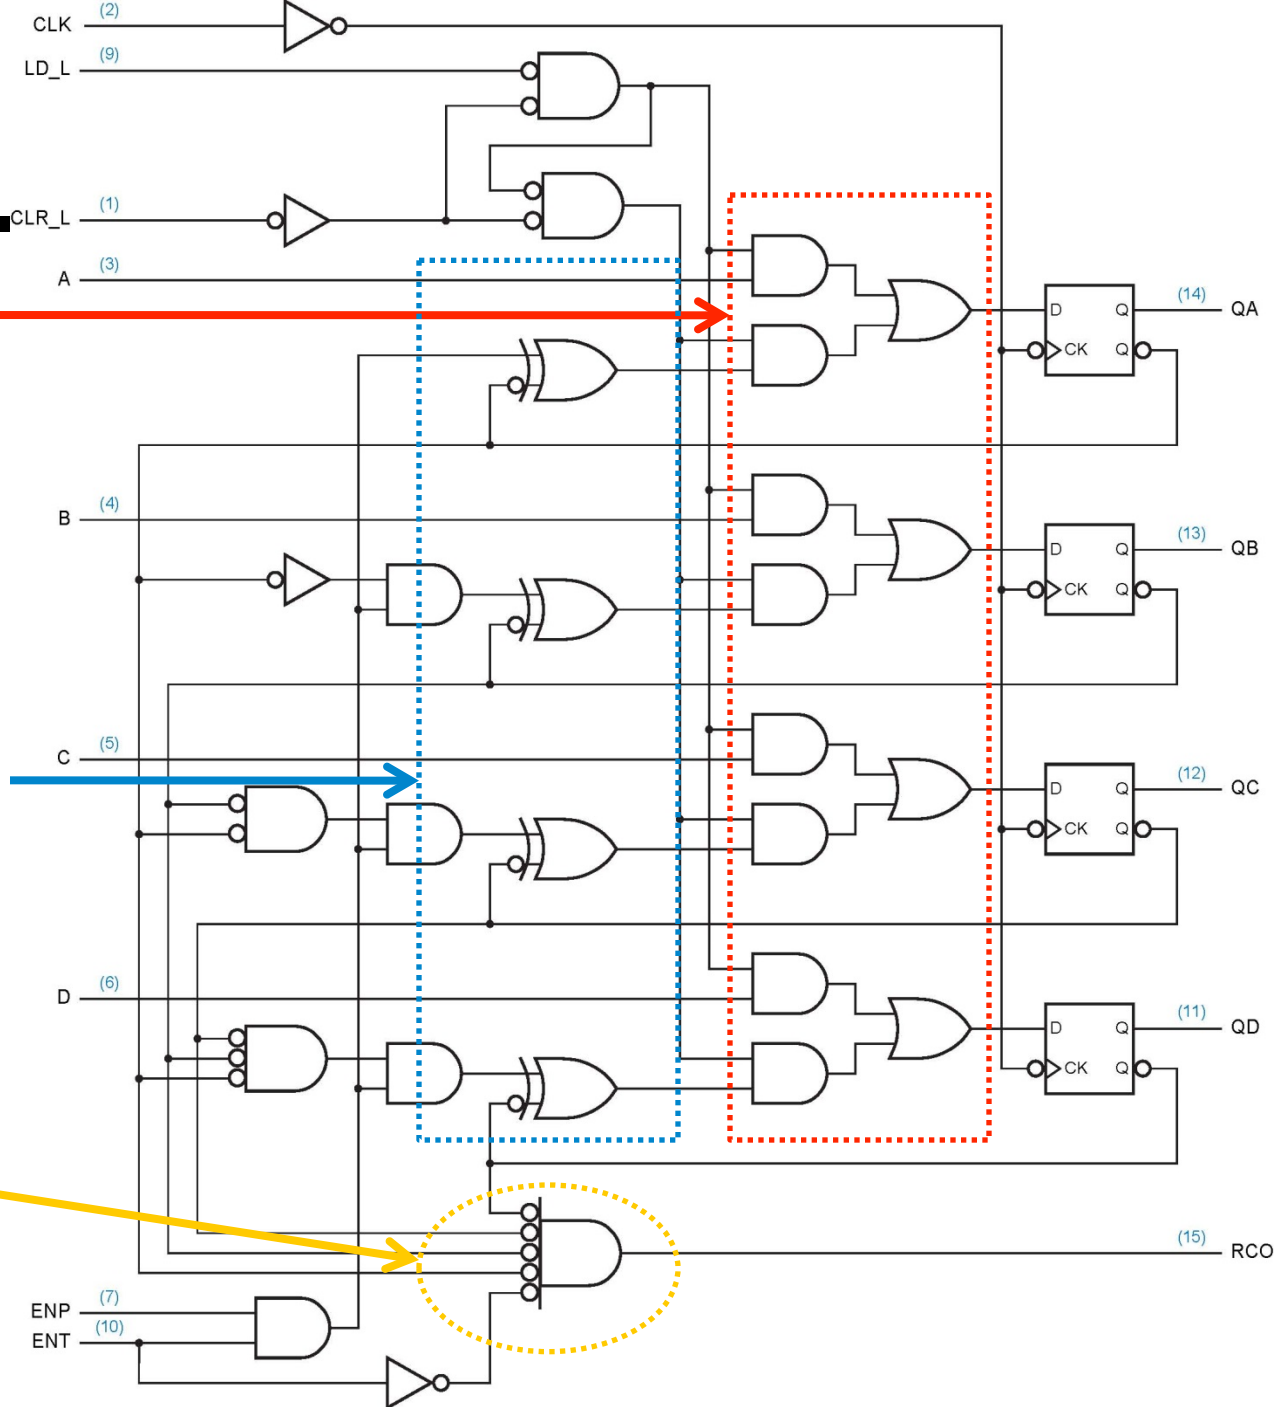 CLK (2)
LD_L (9)
CLR_L (1)
A (3)
D Q (14) QA
CK Q
B (4)
D Q (13) QB
CK Q
C (5)
D Q (12) QC
CK Q
D (6)
D Q (11) QD
CK Q
(15) RCO
ENP (7)
ENT (10)